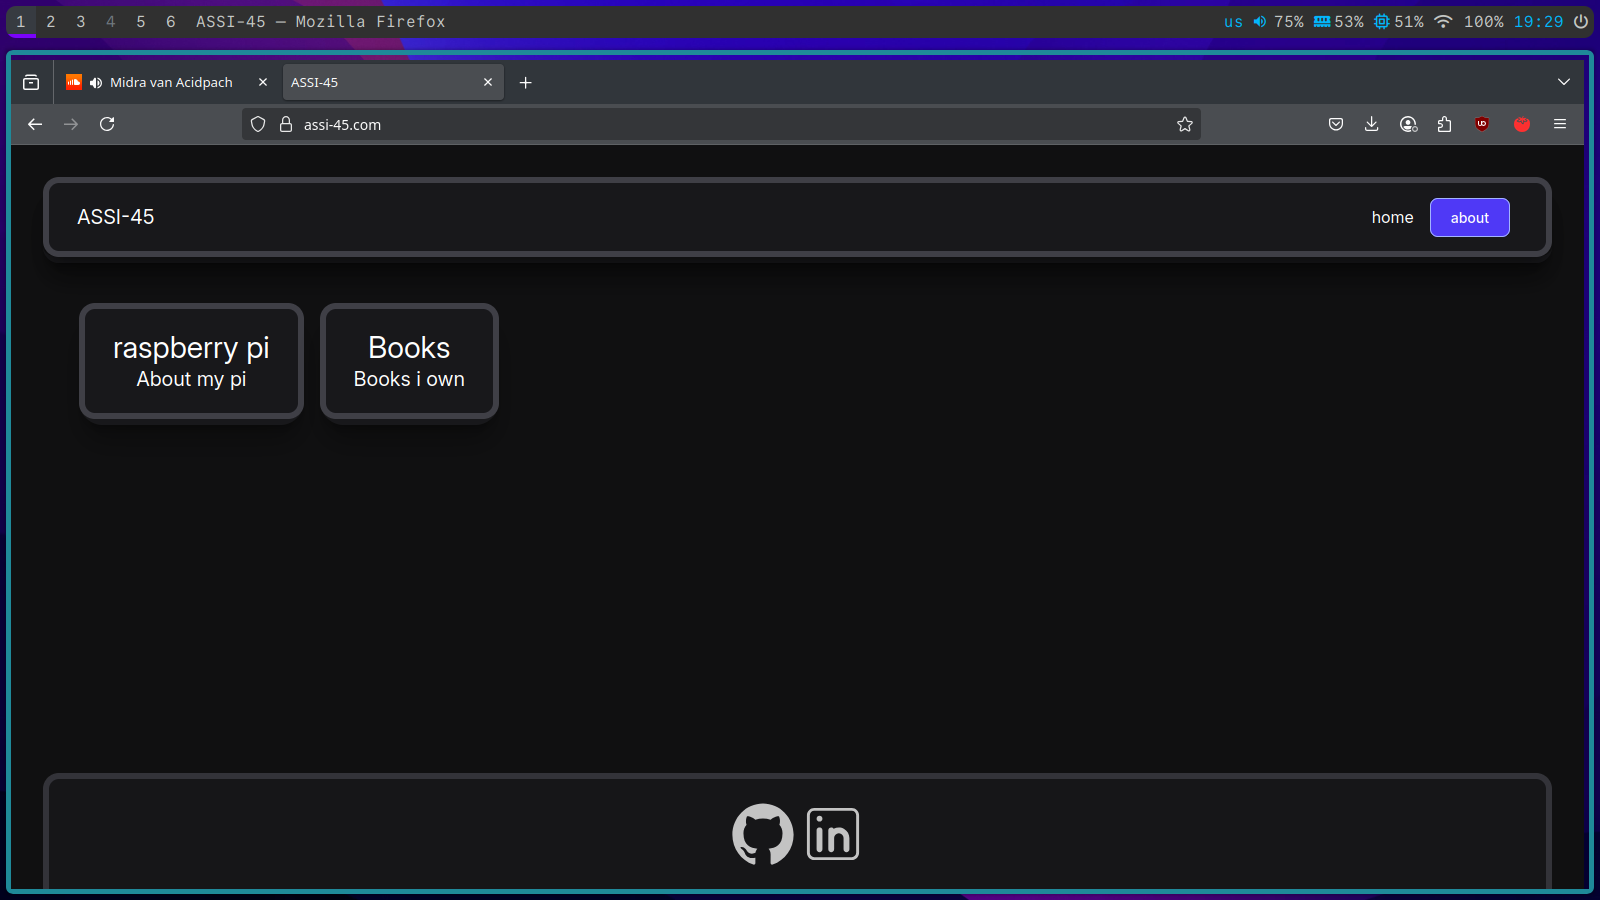 1 2 3 4 5 6 ASSI-45 — Mozilla Firefox us 75% 53% 51% 100% 19:29
Midra van Acidpach ASSI-45
assi-45.com
ASSI-45 home about
raspberry pi
About my pi
Books
Books i own
in